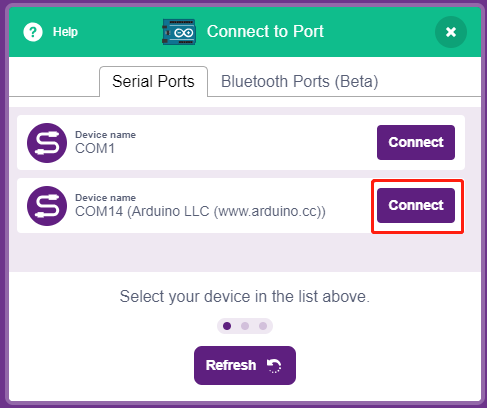 Help
Connect to Port
Serial Ports
Bluetooth Ports (Beta)
Device name
COM1
Connect
Device name
COM14 (Arduino LLC (www.arduino.cc))
Connect
Select your device in the list above.
Refresh